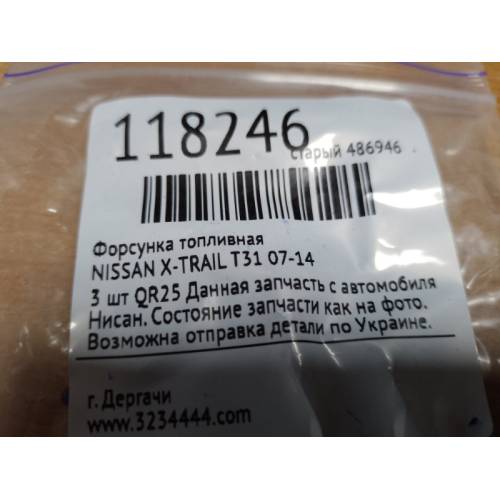 118246
старый 486946
Форсунка топливная
NISSAN X-TRAIL T31 07-14
3 шт QR25 Данная запчасть с автомобиля
Нисан. Состояние запчасти как на фото.
Возможна отправка детали по Украине.
г. Дергачи
www.3234444.com